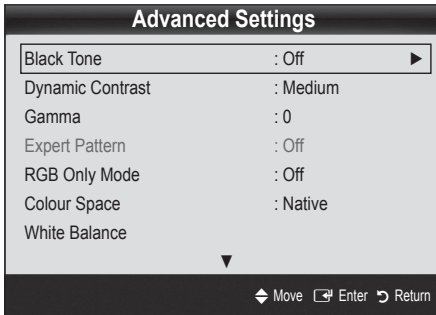 Advanced Settings
Black Tone : Off
Dynamic Contrast : Medium
Gamma : 0
Expert Pattern : Off
RGB Only Mode : Off
Colour Space : Native
White Balance
Move Enter Return